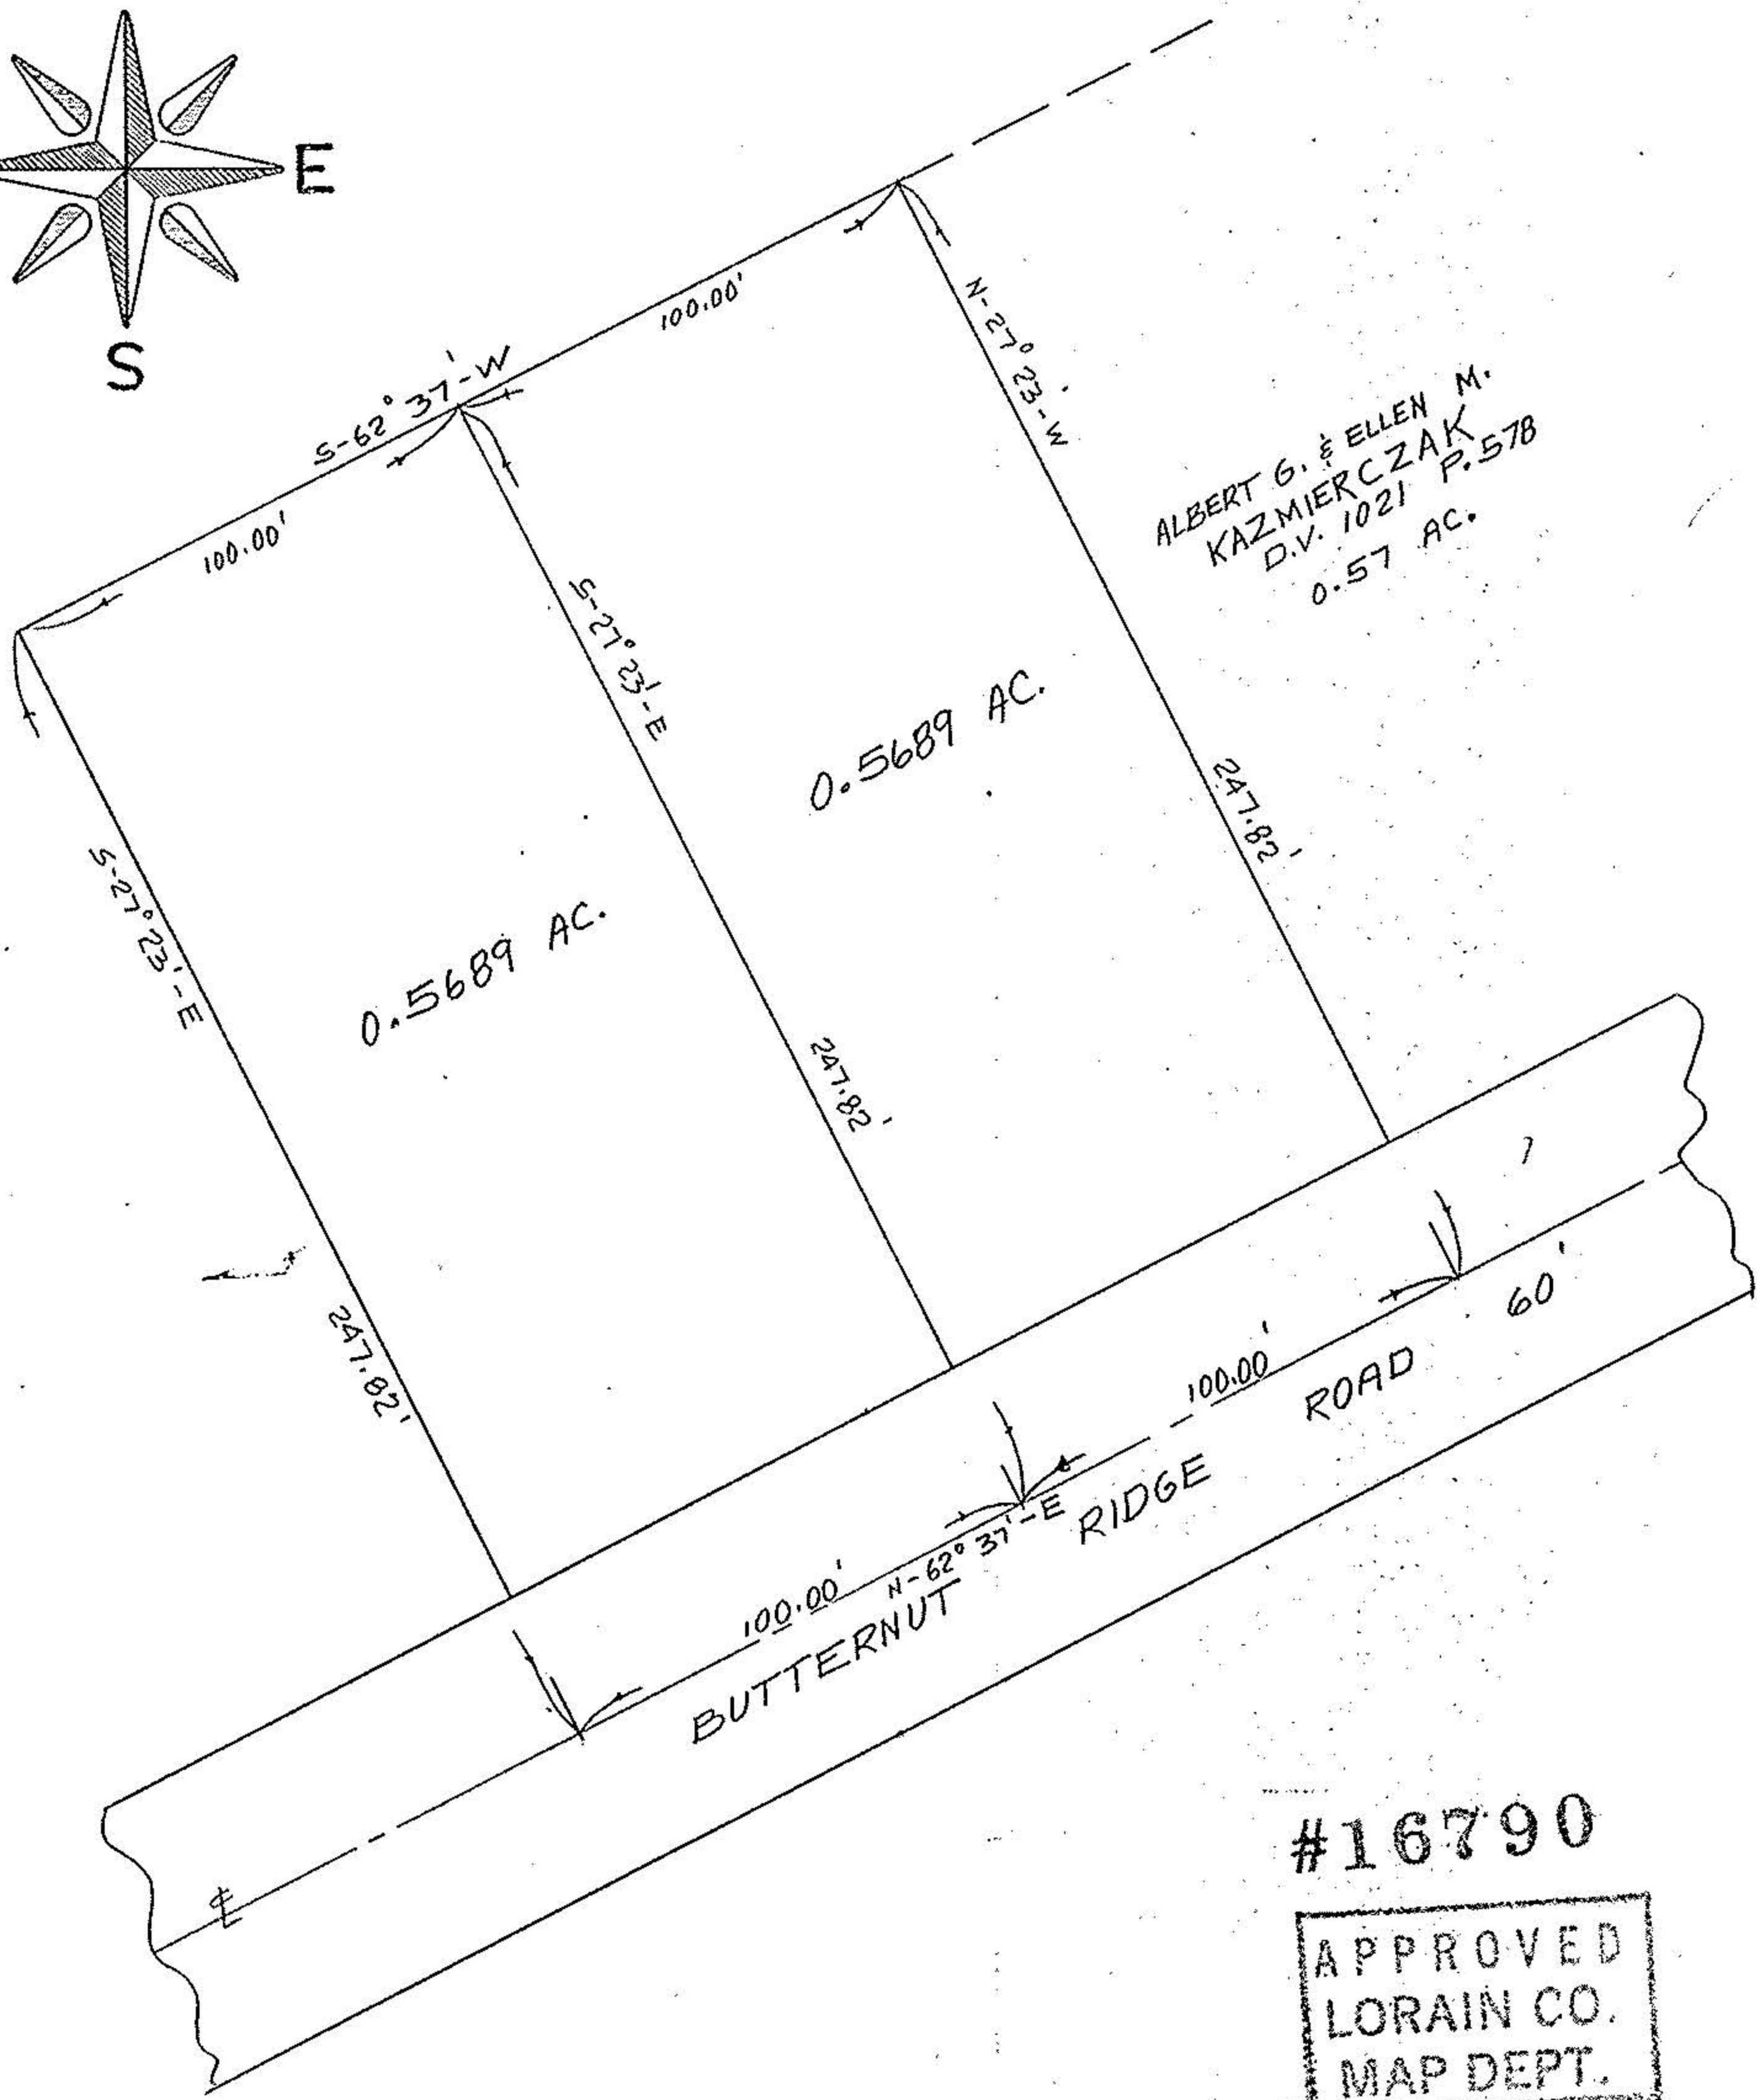 E
S
S-62° 37'-W
100.00'
100.00'
N-27° 23'-W
247.82'
ALBERT G. & ELLEN M.
KAZMIERCZAK
D.V. 1021 P.578
0.57 AC.
S-27° 23'-E
247.82'
0.5689 AC.
0.5689 AC.
S-27° 23'-E
247.82'
100.00'
100.00'
N-62° 37'-E
BUTTERNUT RIDGE ROAD 60'
℄
#16790
APPROVED
LORAIN CO.
MAP DEPT.